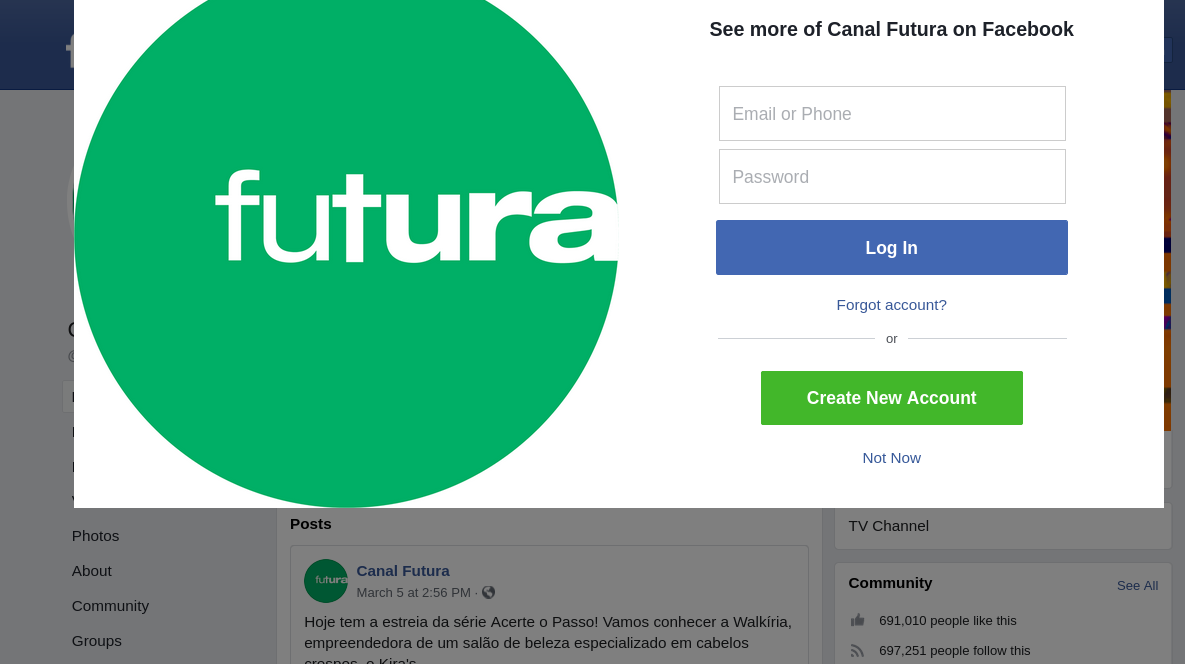 futura
See more of Canal Futura on Facebook
Email or Phone
Password
Log In
Forgot account?
or
Create New Account
Not Now
Photos
About
Community
Groups
Posts
futura
Canal Futura
March 5 at 2:56 PM ·
Hoje tem a estreia da série Acerte o Passo! Vamos conhecer a Walkíria,
empreendedora de um salão de beleza especializado em cabelos
crespos, o Kira's
TV Channel
Community
See All
691,010 people like this
697,251 people follow this